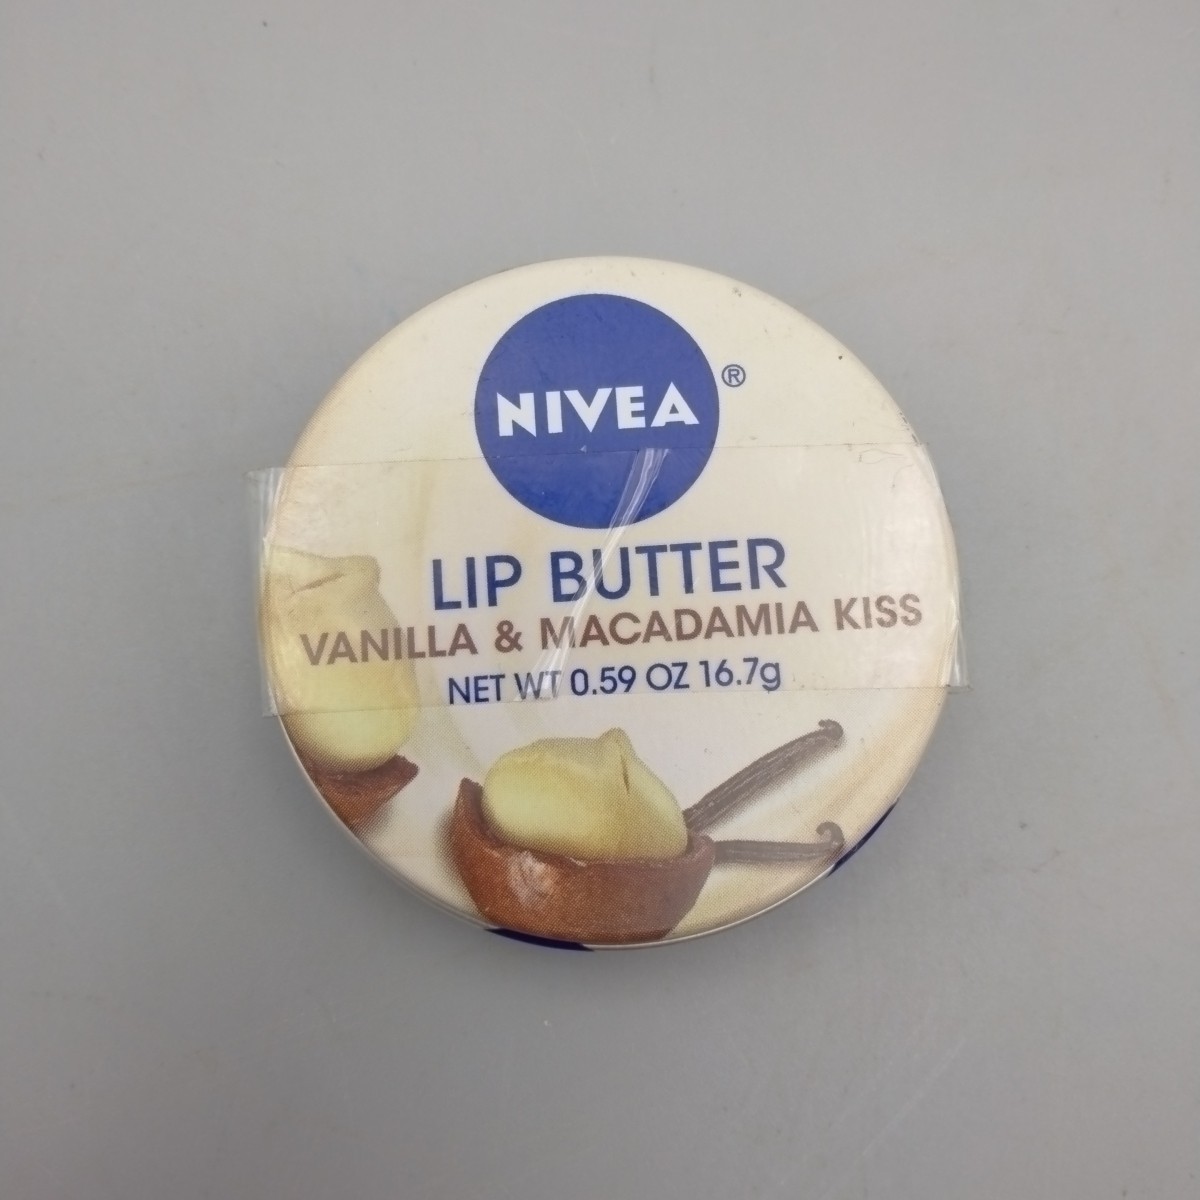 NIVEA®
LIP BUTTER
VANILLA & MACADAMIA KISS
NET WT 0.59 OZ 16.7g